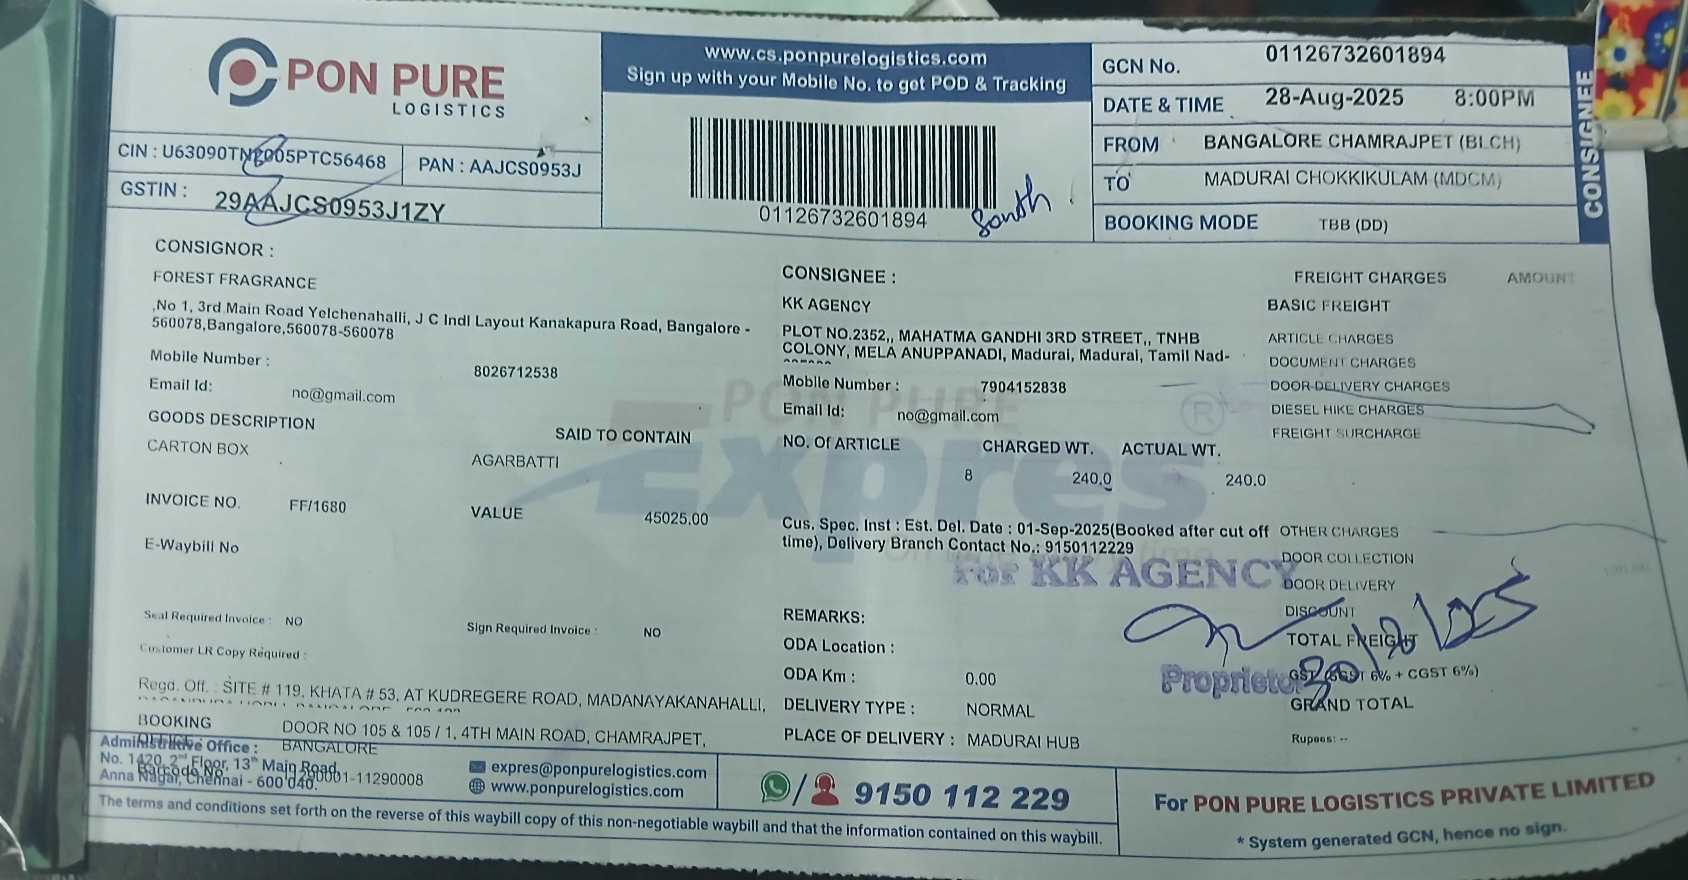 PON PURE
LOGISTICS
www.cs.ponpurelogistics.com
Sign up with your Mobile No. to get POD & Tracking
GCN No. 01126732601894
DATE & TIME 28-Aug-2025 8:00PM
FROM BANGALORE CHAMRAJPET (BLCH)
TO MADURAI CHOKKIKULAM (MDCM)
BOOKING MODE TBB (DD)
CONSIGNEE
CIN : U63090TN2005PTC56468
PAN : AAJCS0953J
GSTIN : 29AAJCS0953J1ZY
01126732601894
South
CONSIGNOR :
FOREST FRAGRANCE
,No 1, 3rd Main Road Yelchenahalli, J C Indl Layout Kanakapura Road, Bangalore -
560078,Bangalore,560078-560078
Mobile Number : 8026712538
Email Id: no@gmail.com
GOODS DESCRIPTION SAID TO CONTAIN
CARTON BOX AGARBATTI
INVOICE NO. FF/1680 VALUE 45025.00
E-Waybill No
Seal Required Invoice : NO Sign Required Invoice : NO
Customer LR Copy Required :
Regd. Off. : SITE # 119, KHATA # 53, AT KUDREGERE ROAD, MADANAYAKANAHALLI,
BOOKING
OFFICE :
DOOR NO 105 & 105 / 1, 4TH MAIN ROAD, CHAMRAJPET,
BANGALORE
Barcode No 11290001-11290008
CONSIGNEE :
KK AGENCY
PLOT NO.2352,, MAHATMA GANDHI 3RD STREET,, TNHB
COLONY, MELA ANUPPANADI, Madurai, Madurai, Tamil Nad-
Mobile Number : 7904152838
Email Id: no@gmail.com
PON PURE
Expres
®
NO. Of ARTICLE CHARGED WT. ACTUAL WT.
8 240.0 240.0
Cus. Spec. Inst : Est. Del. Date : 01-Sep-2025(Booked after cut off
time), Delivery Branch Contact No.: 9150112229
For KK AGENCY
Proprietor
REMARKS:
ODA Location :
ODA Km : 0.00
DELIVERY TYPE : NORMAL
PLACE OF DELIVERY : MADURAI HUB
FREIGHT CHARGES AMOUNT
BASIC FREIGHT
ARTICLE CHARGES
DOCUMENT CHARGES
DOOR-DELIVERY CHARGES
DIESEL HIKE CHARGES
FREIGHT SURCHARGE
OTHER CHARGES
DOOR COLLECTION
DOOR DELIVERY
DISCOUNT
TOTAL FREIGHT
GST (SGST 6% + CGST 6%)
GRAND TOTAL
Rupees: --
Administrative Office :
No. 1420, 2nd Floor, 13th Main Road,
Anna Nagar, Chennai - 600 040.
expres@ponpurelogistics.com
www.ponpurelogistics.com
9150 112 229
For PON PURE LOGISTICS PRIVATE LIMITED
* System generated GCN, hence no sign.
The terms and conditions set forth on the reverse of this waybill copy of this non-negotiable waybill and that the information contained on this waybill.